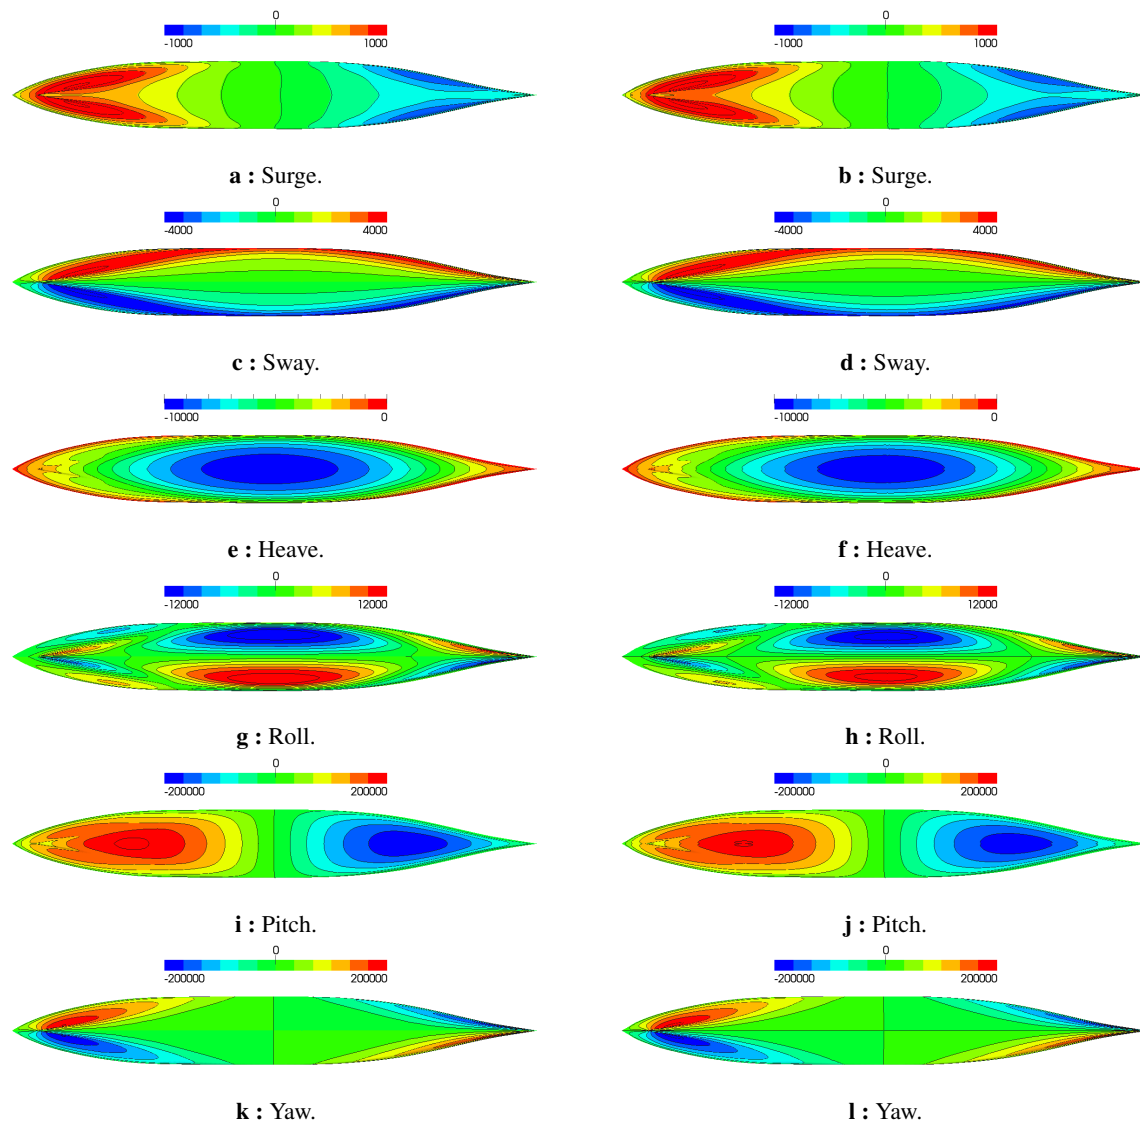 0 0
-1000 1000 -1000 1000
a : Surge. b : Surge.
0 0
-4000 4000 -4000 4000
c : Sway. d : Sway.
-10000 0 -10000 0
e : Heave. f : Heave.
0 0
-12000 12000 -12000 12000
g : Roll. h : Roll.
0 0
-200000 200000 -200000 200000
i : Pitch. j : Pitch.
0 0
-200000 200000 -200000 200000
k : Yaw. l : Yaw.